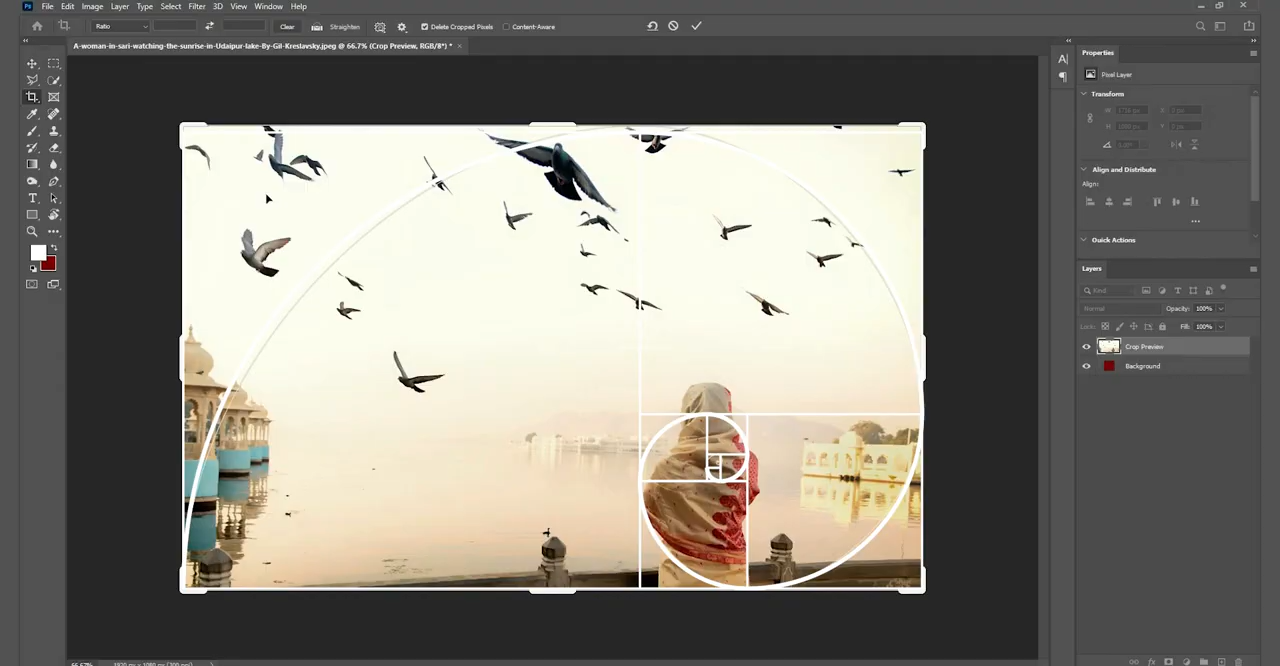 Ps File Edit Image Layer Type Select Filter 3D View Window Help
Ratio Clear Straighten Delete Cropped Pixels Content-Aware
A-woman-in-sari-watching-the-sunrise-in-Udaipur-lake-By-Gil-Kreslavsky.jpeg @ 66.7% (Crop Preview, RGB/8*) *
Properties
Pixel Layer
Transform
W H X Y
Align and Distribute
Align:
Quick Actions
Layers
Kind
Normal Opacity: 100%
Lock: Fill: 100%
Crop Preview
Background